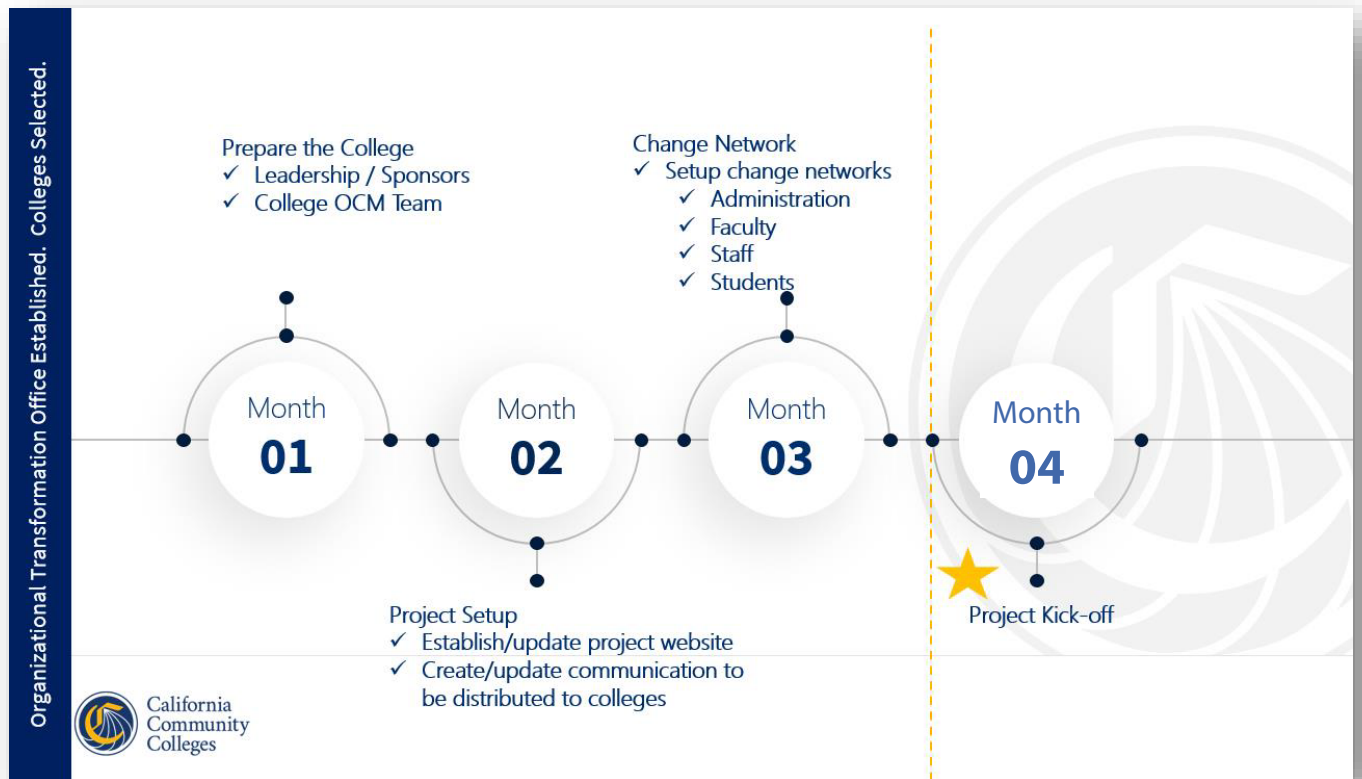 Organizational Transformation Office Established. Colleges Selected.
Prepare the College
✓ Leadership / Sponsors
✓ College OCM Team
Change Network
✓ Setup change networks
✓ Administration
✓ Faculty
✓ Staff
✓ Students
Month
01
Month
02
Month
03
Month
04
Project Setup
✓ Establish/update project website
✓ Create/update communication to
be distributed to colleges
Project Kick-off
California
Community
Colleges